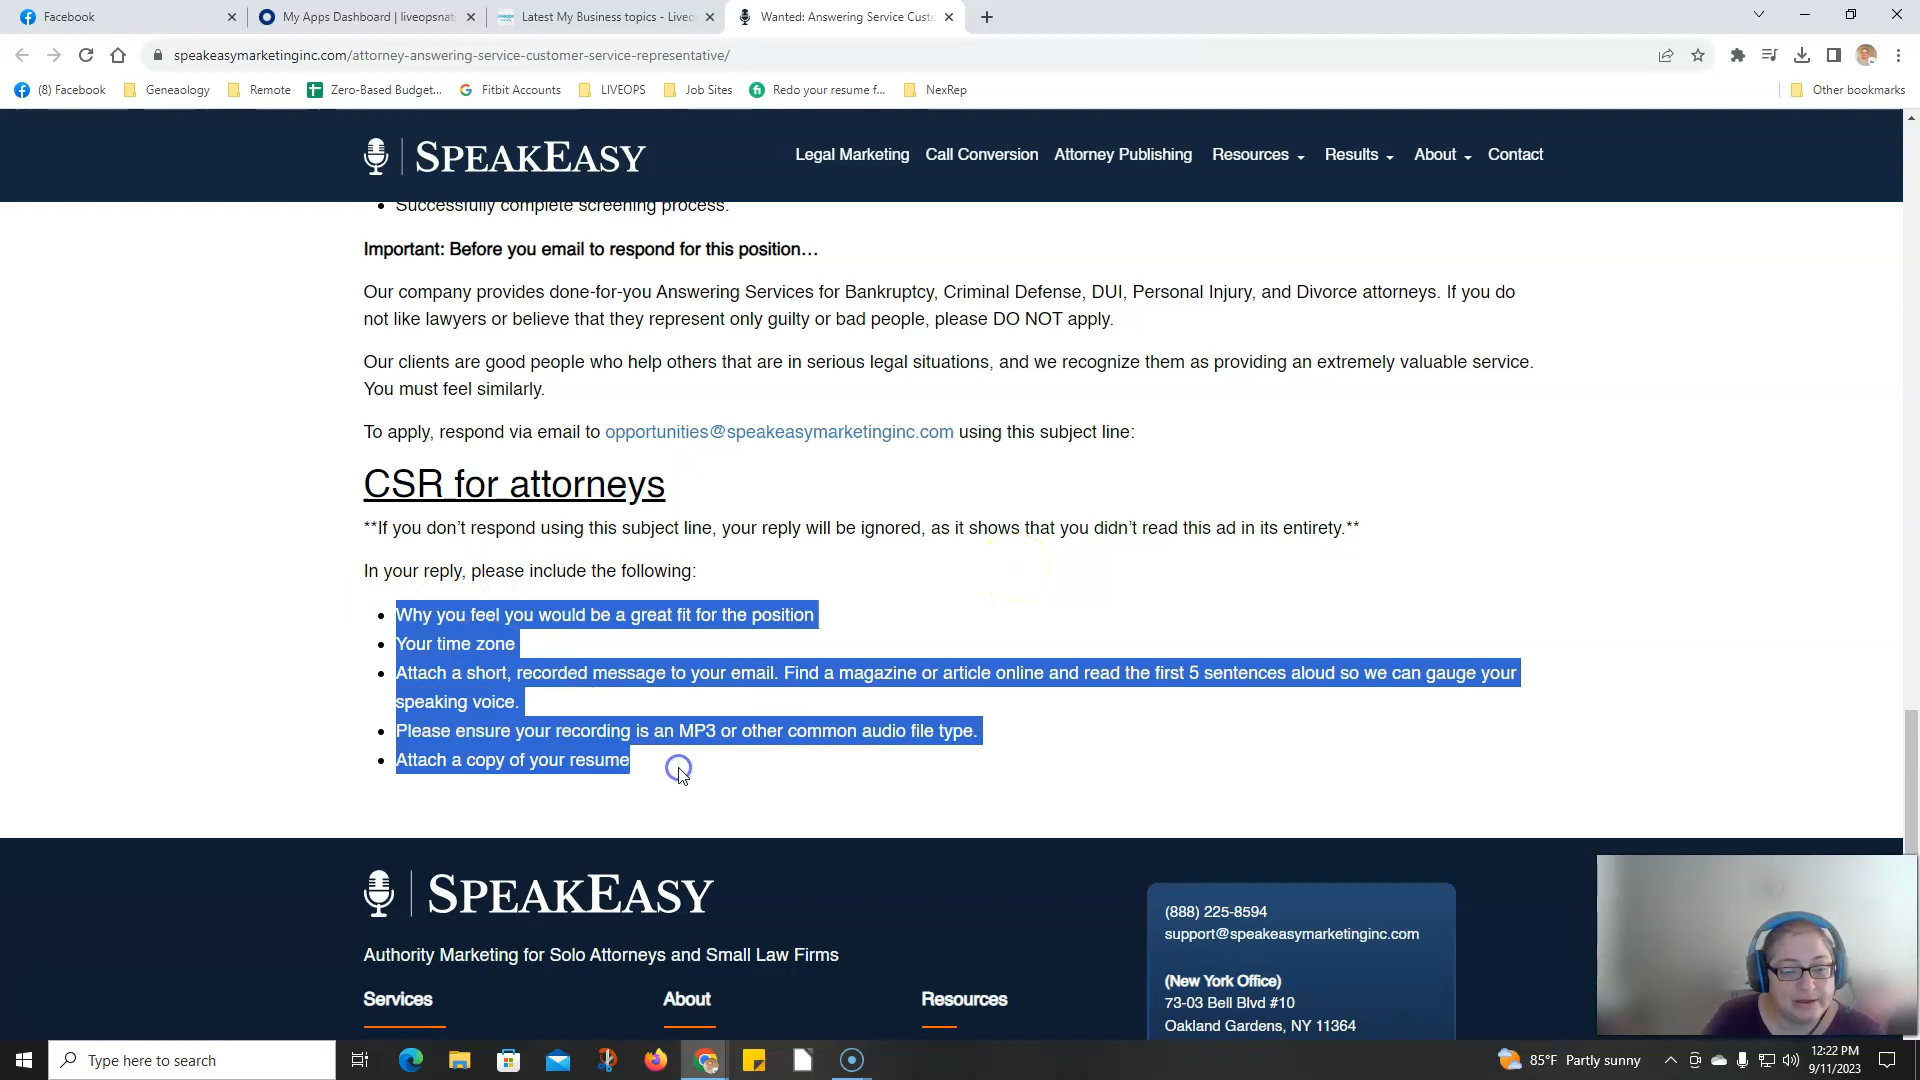 Facebook
My Apps Dashboard | liveopsnat
Latest My Business topics - Liveo
Wanted: Answering Service Custo
speakeasymarketinginc.com/attorney-answering-service-customer-service-representative/
(8) Facebook
Geneaology
Remote
Zero-Based Budget...
Fitbit Accounts
LIVEOPS
Job Sites
Redo your resume f...
NexRep
Other bookmarks
SPEAKEASY
Legal Marketing
Call Conversion
Attorney Publishing
Resources
Results
About
Contact
Successfully complete screening process.
Important: Before you email to respond for this position…
Our company provides done-for-you Answering Services for Bankruptcy, Criminal Defense, DUI, Personal Injury, and Divorce attorneys. If you do
not like lawyers or believe that they represent only guilty or bad people, please DO NOT apply.
Our clients are good people who help others that are in serious legal situations, and we recognize them as providing an extremely valuable service.
You must feel similarly.
To apply, respond via email to opportunities@speakeasymarketinginc.com using this subject line:
CSR for attorneys
**If you don’t respond using this subject line, your reply will be ignored, as it shows that you didn’t read this ad in its entirety.**
In your reply, please include the following:
• Why you feel you would be a great fit for the position
• Your time zone
• Attach a short, recorded message to your email. Find a magazine or article online and read the first 5 sentences aloud so we can gauge your
speaking voice.
• Please ensure your recording is an MP3 or other common audio file type.
• Attach a copy of your resume
SPEAKEASY
Authority Marketing for Solo Attorneys and Small Law Firms
Services
About
Resources
(888) 225-8594
support@speakeasymarketinginc.com
(New York Office)
73-03 Bell Blvd #10
Oakland Gardens, NY 11364
Type here to search
85°F Partly sunny
12:22 PM
9/11/2023